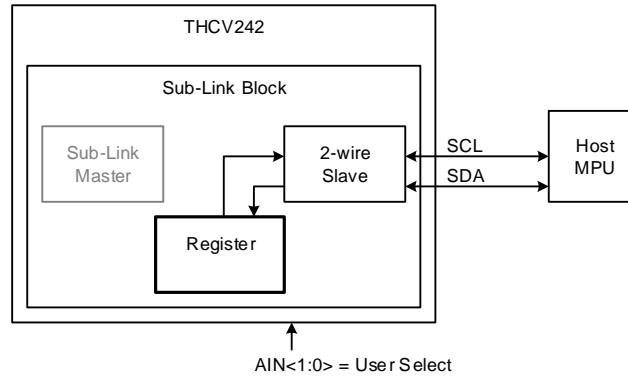 THCV242
Sub-Link Block
Sub-Link
Master
2-wire
Slave
SCL
SDA
Host
MPU
Register
AIN<1:0> = User Select